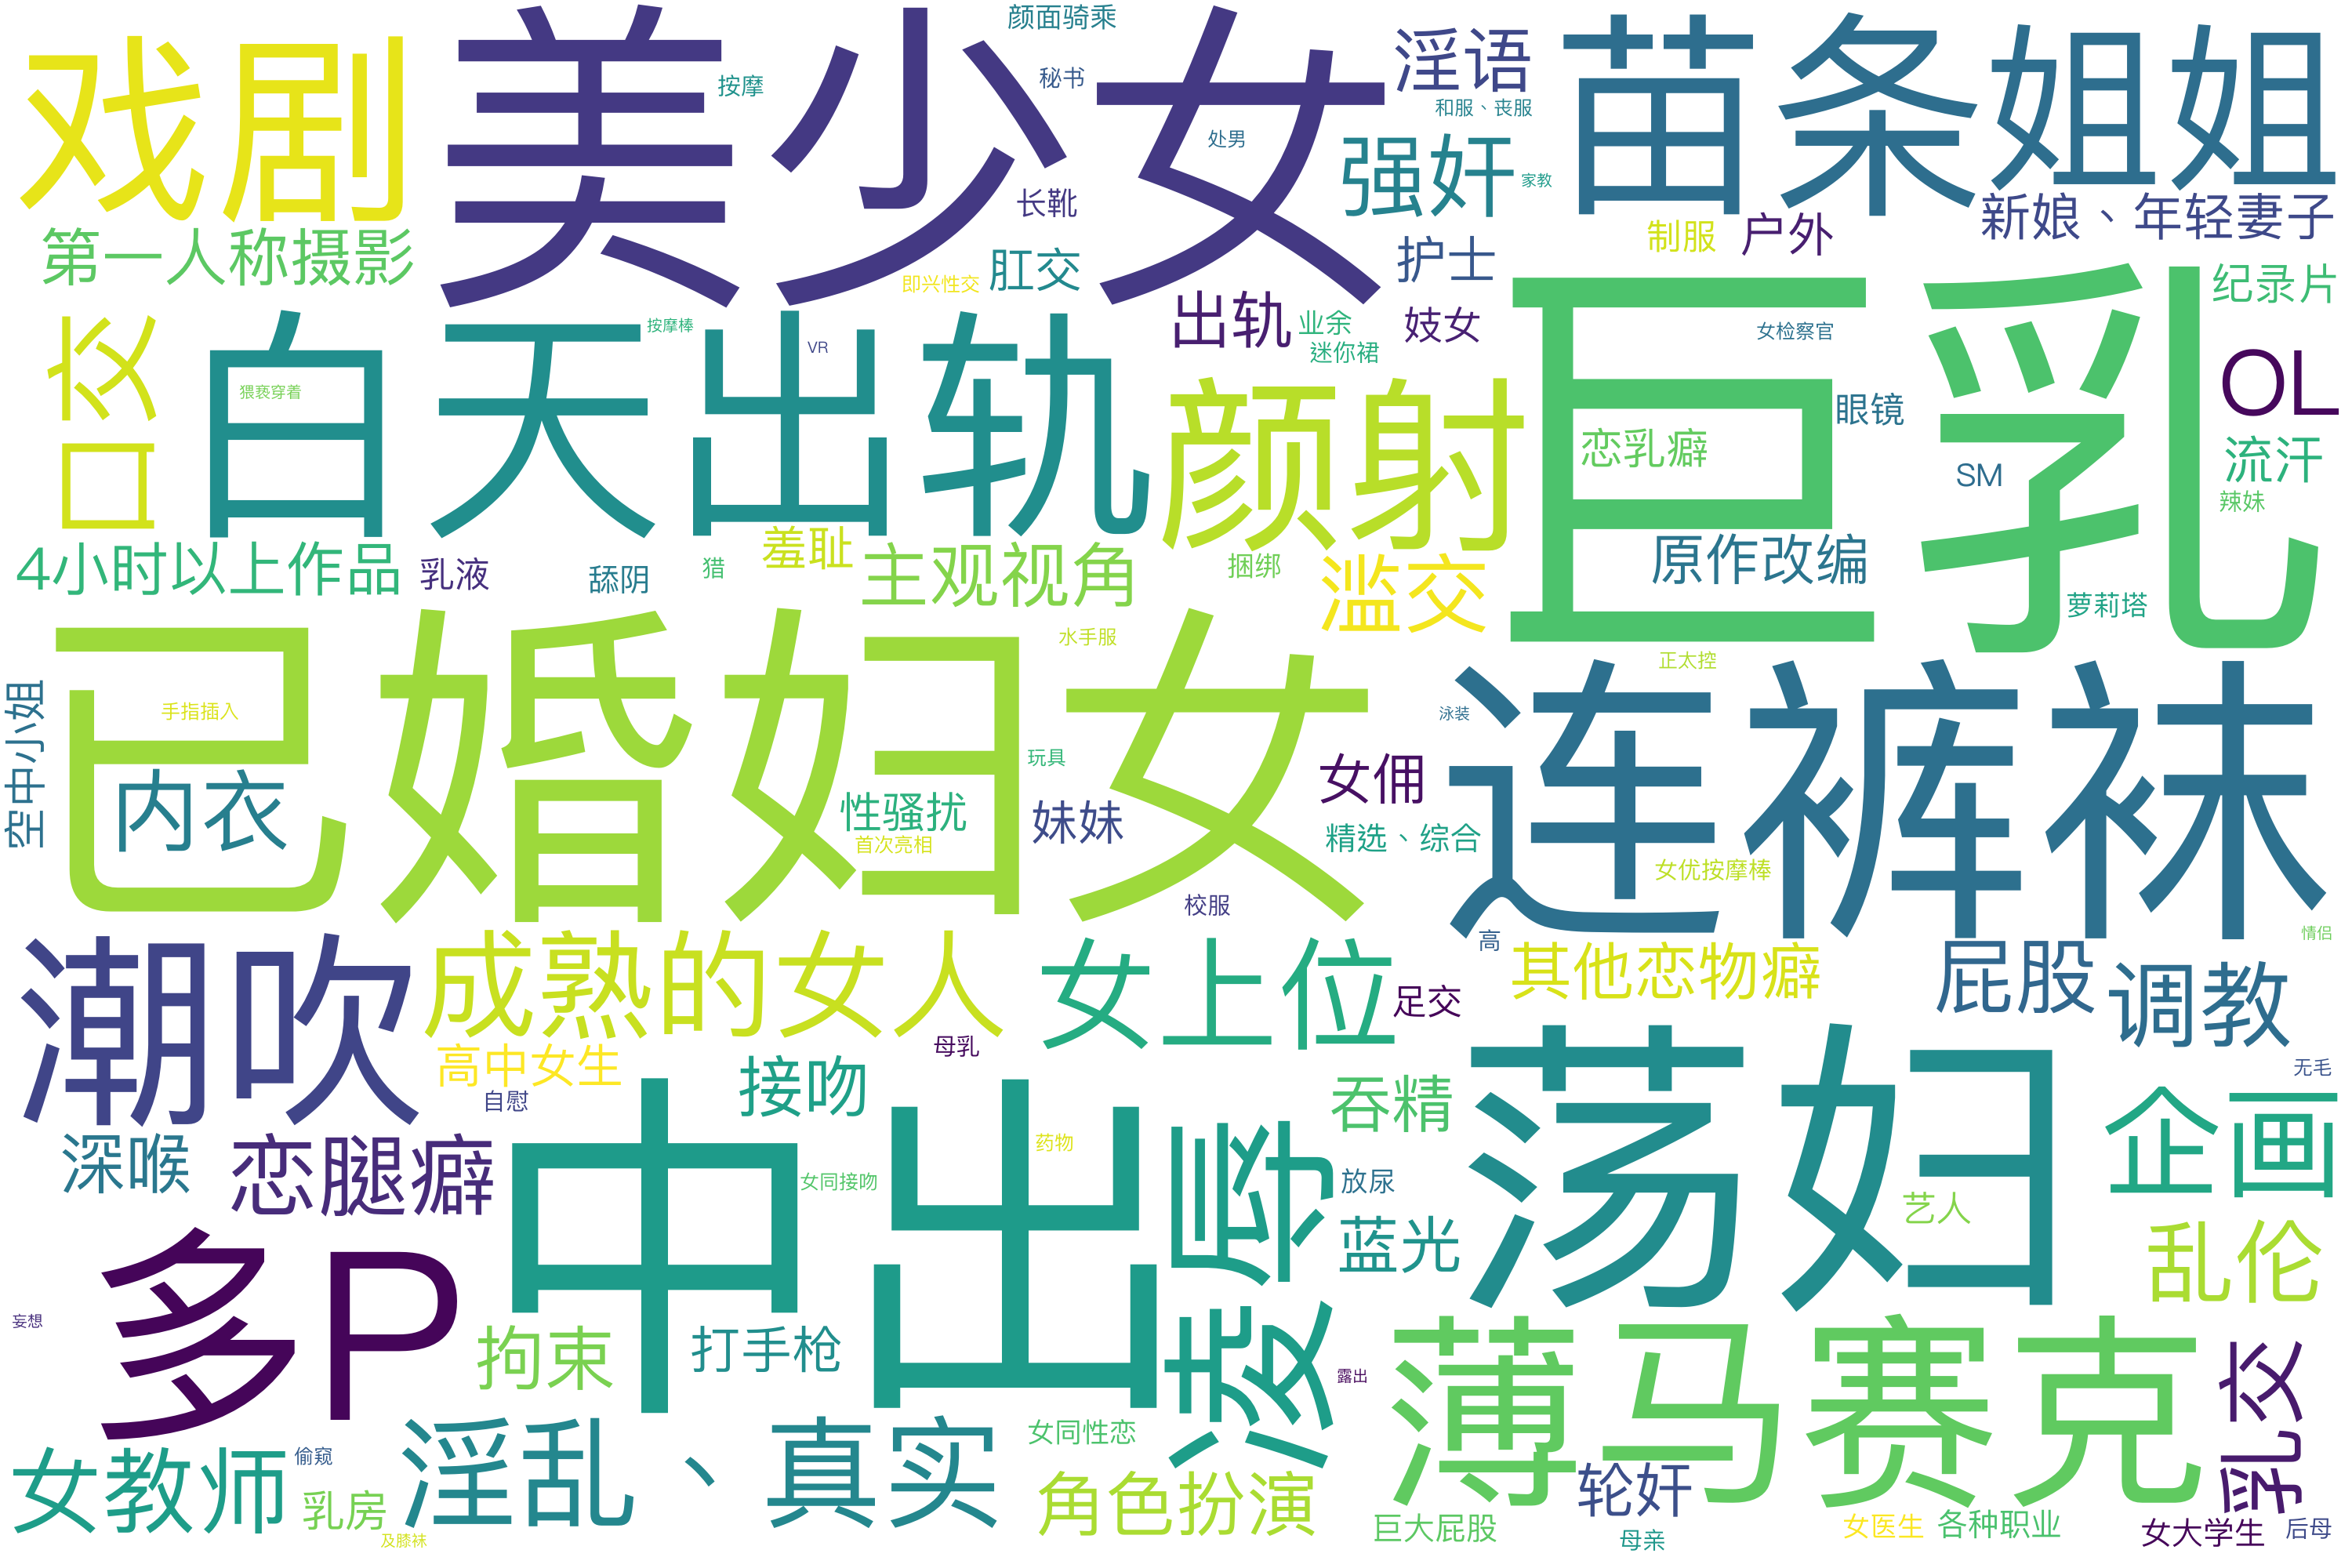 戏剧
美少女
颜面骑乘
淫语
苗条姐姐
按摩
秘书
和服、丧服
处男
强奸
家教
长靴
新娘、年轻妻子
制服
户外
第一人称摄影
肛交
即兴性交
护士
纪录片
出轨
业余
妓女
巨乳
女检察官
口交
白天出轨
按摩棒
VR
迷你裙
OL
猥亵穿着
颜射
眼镜
恋乳癖
SM
流汗
辣妹
4小时以上作品
乳液
舔阴
猎
羞耻
主观视角
捆绑
滥交
原作改编
萝莉塔
已婚妇女
水手服
正太控
连裤袜
空中小姐
手指插入
泳装
内衣
玩具
女佣
性骚扰
妹妹
精选、综合
首次亮相
女优按摩棒
校服
潮吹
成熟的女人
女上位
高
其他恋物癖
屁股
调教
情侣
足交
高中女生
母乳
自慰
接吻
吞精
荡妇
无毛
企画
深喉
恋腿癖
中出
药物
女同接吻
凌辱
放尿
艺人
蓝光
乱伦
多P
妄想
拘束
打手枪
露出
薄马赛克
乳交
女教师
偷窥
乳房
及膝袜
淫乱、真实
女同性恋
角色扮演
轮奸
巨大屁股
母亲
女医生
各种职业
女大学生
后母